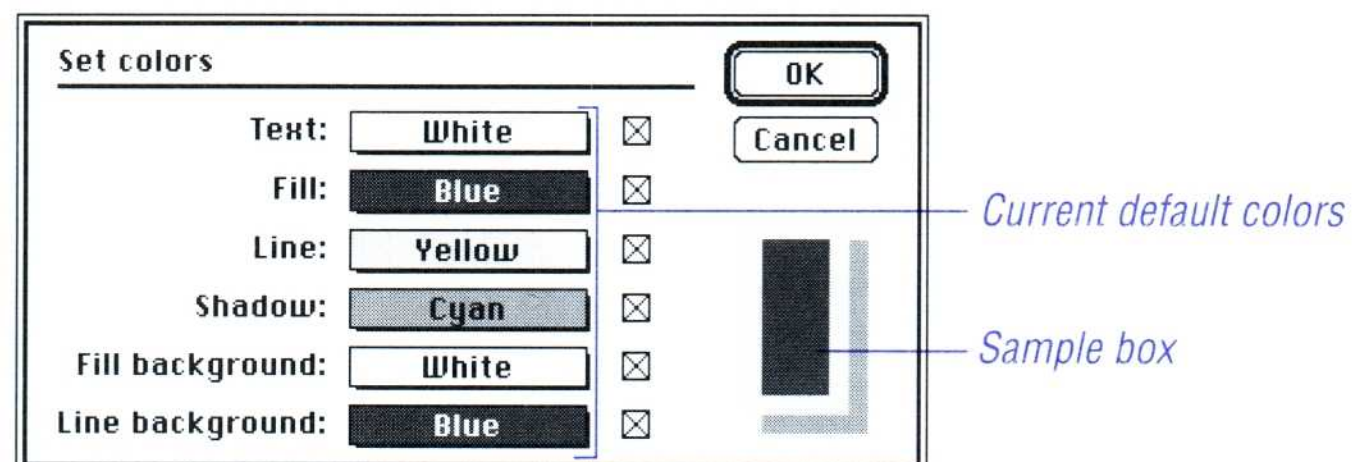 Set colors
OK
Text: White
Cancel
Fill: Blue
Current default colors
Line: Yellow
Shadow: Cyan
Sample box
Fill background: White
Line background: Blue